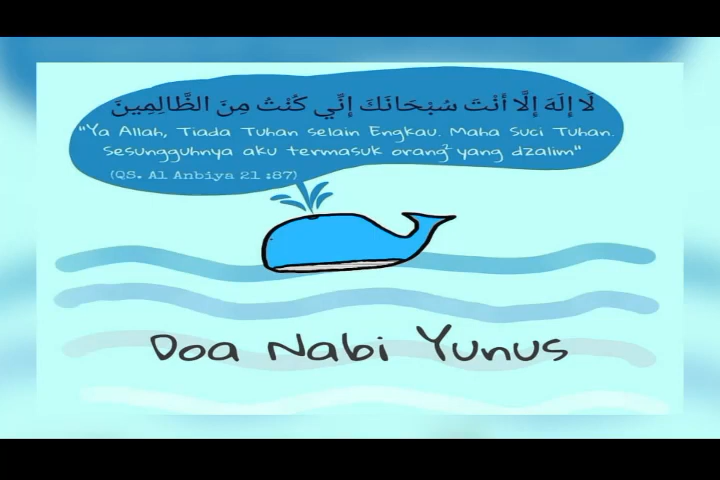 لَا إِلَهَ إِلَّا أَنْتَ سُبْحَانَكَ إِنِّي كُنْتُ مِنَ الظَّالِمِينَ
"Ya Allah, Tiada Tuhan selain Engkau. Maha Suci Tuhan.
Sesungguhnya aku termasuk orang² yang dzalim"
(QS. Al Anbiya 21 :87)
Doa Nabi Yunus